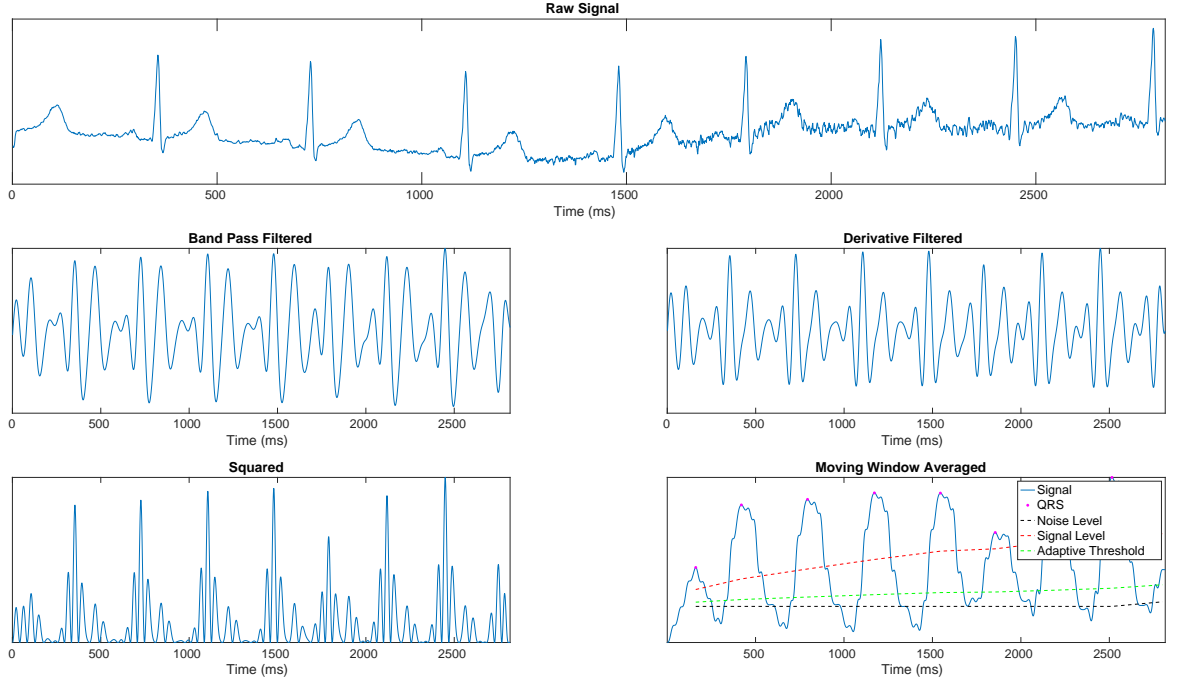 Raw Signal
0 500 1000 1500 2000 2500
Time (ms)
Band Pass Filtered
0 500 1000 1500 2000 2500
Time (ms)
Derivative Filtered
0 500 1000 1500 2000 2500
Time (ms)
Squared
0 500 1000 1500 2000 2500
Time (ms)
Moving Window Averaged
Signal
QRS
Noise Level
Signal Level
Adaptive Threshold
500 1000 1500 2000 2500
Time (ms)